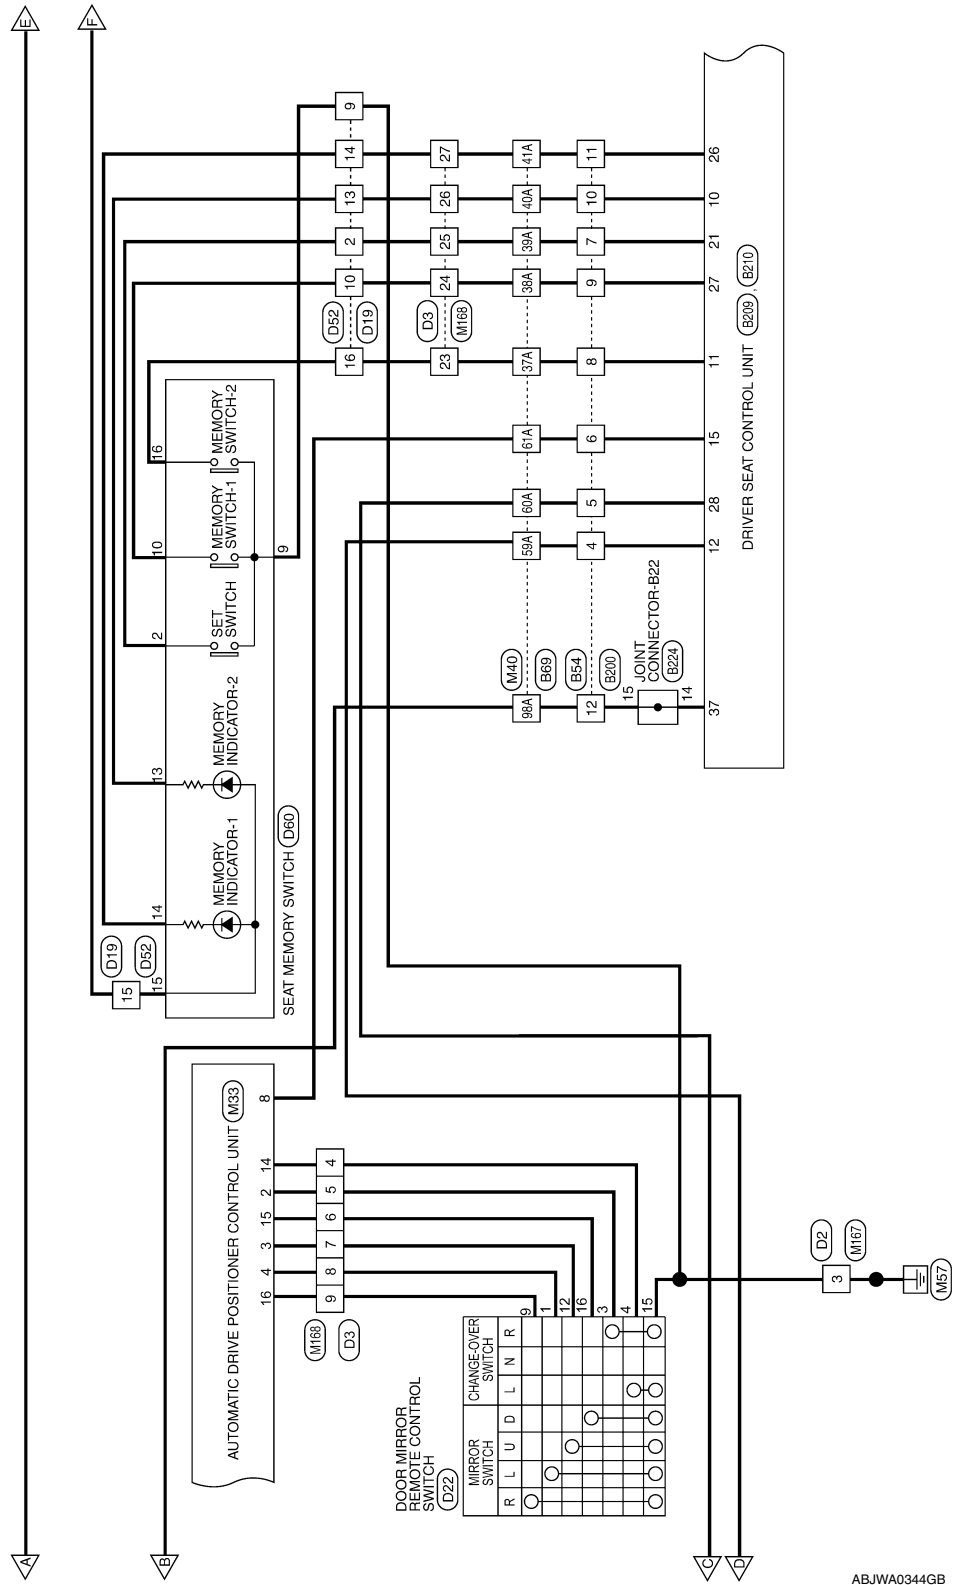 E
F
9
14
27
41A
11
26
13
26
40A
10
10
2
25
39A
7
21
10
24
38A
9
27
D52
D19
D3
M168
16
23
37A
8
11
61A
6
15
60A
5
28
59A
4
12
DRIVER SEAT CONTROL UNIT B209 , B210
16
MEMORY
SWITCH-2
10
MEMORY
SWITCH-1
9
2
SET
SWITCH
13
MEMORY
INDICATOR-2
14
MEMORY
INDICATOR-1
D19
D52
15
15
SEAT MEMORY SWITCH D60
M40
B69
B54
B200
98A
12
15
JOINT
CONNECTOR-B22
B224
14
37
AUTOMATIC DRIVE POSITIONER CONTROL UNIT M33
8
14
4
2
5
15
6
3
7
4
8
16
9
M168
D3
DOOR MIRROR
REMOTE CONTROL
SWITCH
D22
9
1
12
16
3
4
15
MIRROR
SWITCH
CHANGE-OVER
SWITCH
R
L
U
D
L
N
R
D2
M167
3
M57
A
B
C
D
ABJWA0344GB